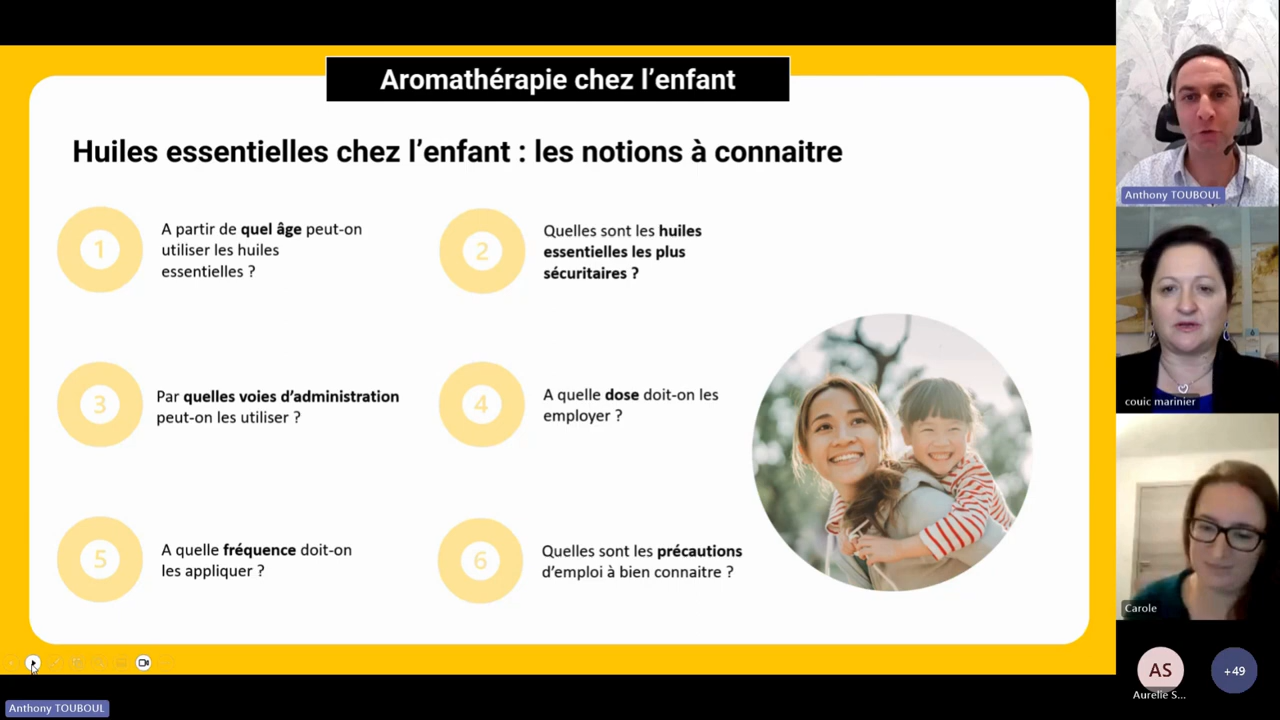 Aromathérapie chez l’enfant
Huiles essentielles chez l’enfant : les notions à connaitre
1
A partir de quel âge peut-on
utiliser les huiles
essentielles ?
2
Quelles sont les huiles
essentielles les plus
sécuritaires ?
3
Par quelles voies d’administration
peut-on les utiliser ?
4
A quelle dose doit-on les
employer ?
5
A quelle fréquence doit-on
les appliquer ?
6
Quelles sont les précautions
d’emploi à bien connaitre ?
Anthony TOUBOUL
couic marinier
Carole
AS
Aurelie S...
+49
Anthony TOUBOUL